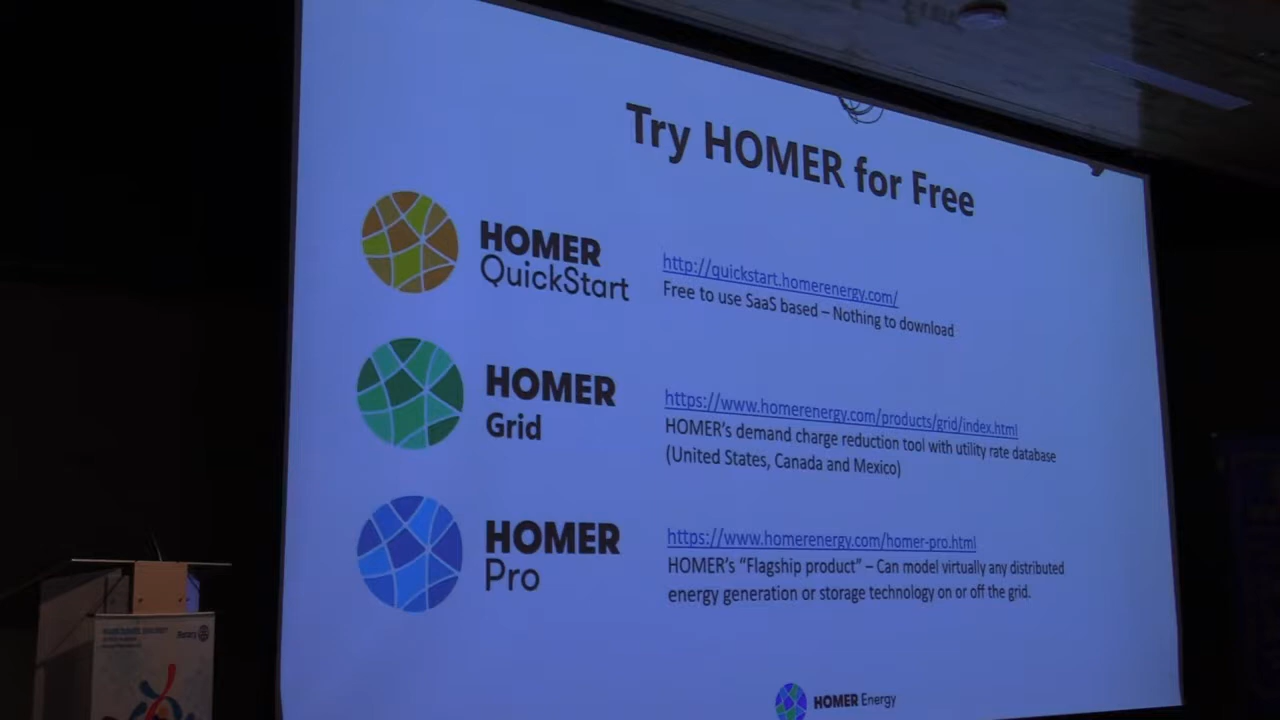 Try HOMER for Free
HOMER
QuickStart
http://quickstart.homerenergy.com/
Free to use SaaS based – Nothing to download
HOMER
Grid
https://www.homerenergy.com/products/grid/index.html
HOMER's demand charge reduction tool with utility rate database
(United States, Canada and Mexico)
HOMER
Pro
https://www.homerenergy.com/homer-pro.html
HOMER's “Flagship product” – Can model virtually any distributed
energy generation or storage technology on or off the grid.
HOMER Energy
Rotary